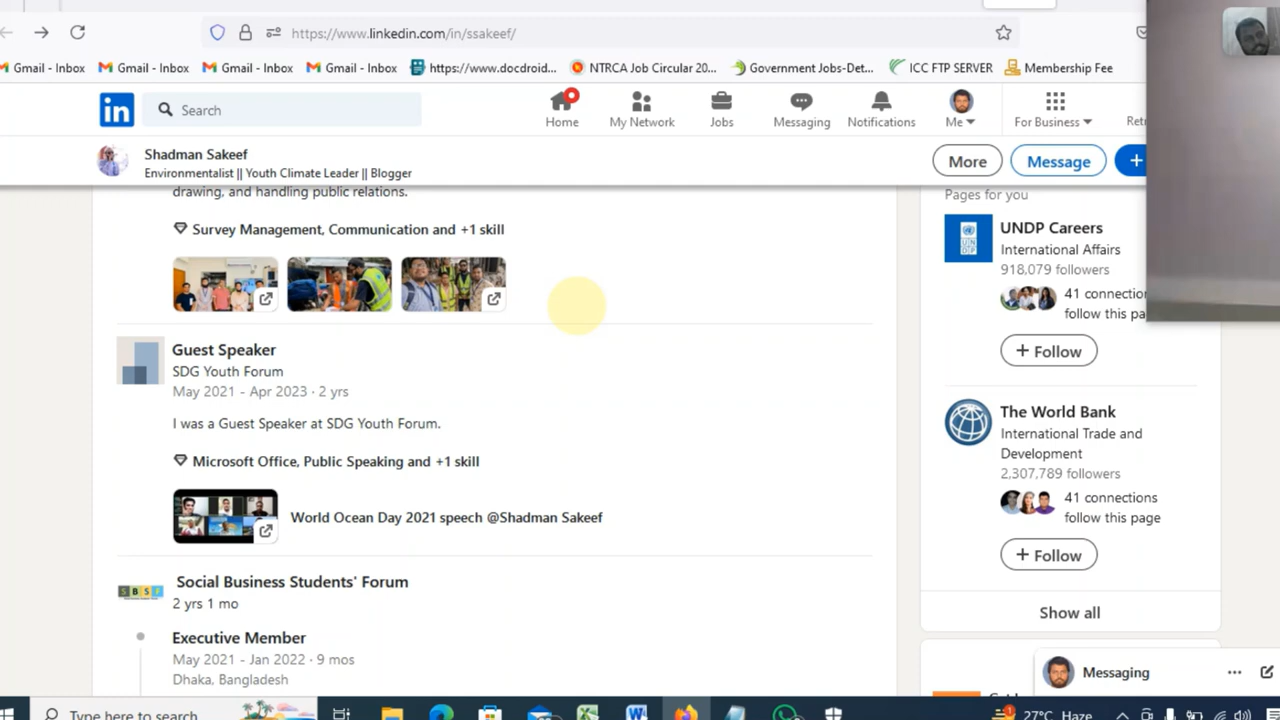 https://www.linkedin.com/in/ssakeef/
Gmail - Inbox
Gmail - Inbox
Gmail - Inbox
Gmail - Inbox
https://www.docdroid...
NTRCA Job Circular 20...
Government Jobs-Det...
ICC FTP SERVER
Membership Fee
in
Search
Home
My Network
Jobs
Messaging
Notifications
Me
For Business
Shadman Sakeef
Environmentalist || Youth Climate Leader || Blogger
More
Message
+
drawing, and handling public relations.
Survey Management, Communication and +1 skill
Guest Speaker
SDG Youth Forum
May 2021 - Apr 2023 · 2 yrs
I was a Guest Speaker at SDG Youth Forum.
Microsoft Office, Public Speaking and +1 skill
World Ocean Day 2021 speech @Shadman Sakeef
SBSF
Social Business Students' Forum
2 yrs 1 mo
Executive Member
May 2021 - Jan 2022 · 9 mos
Dhaka, Bangladesh
Pages for you
UNDP Careers
International Affairs
918,079 followers
41 connectio
follow this pa
+ Follow
The World Bank
International Trade and
Development
2,307,789 followers
41 connections
follow this page
+ Follow
Show all
Messaging
Type here to search
27°C Haze